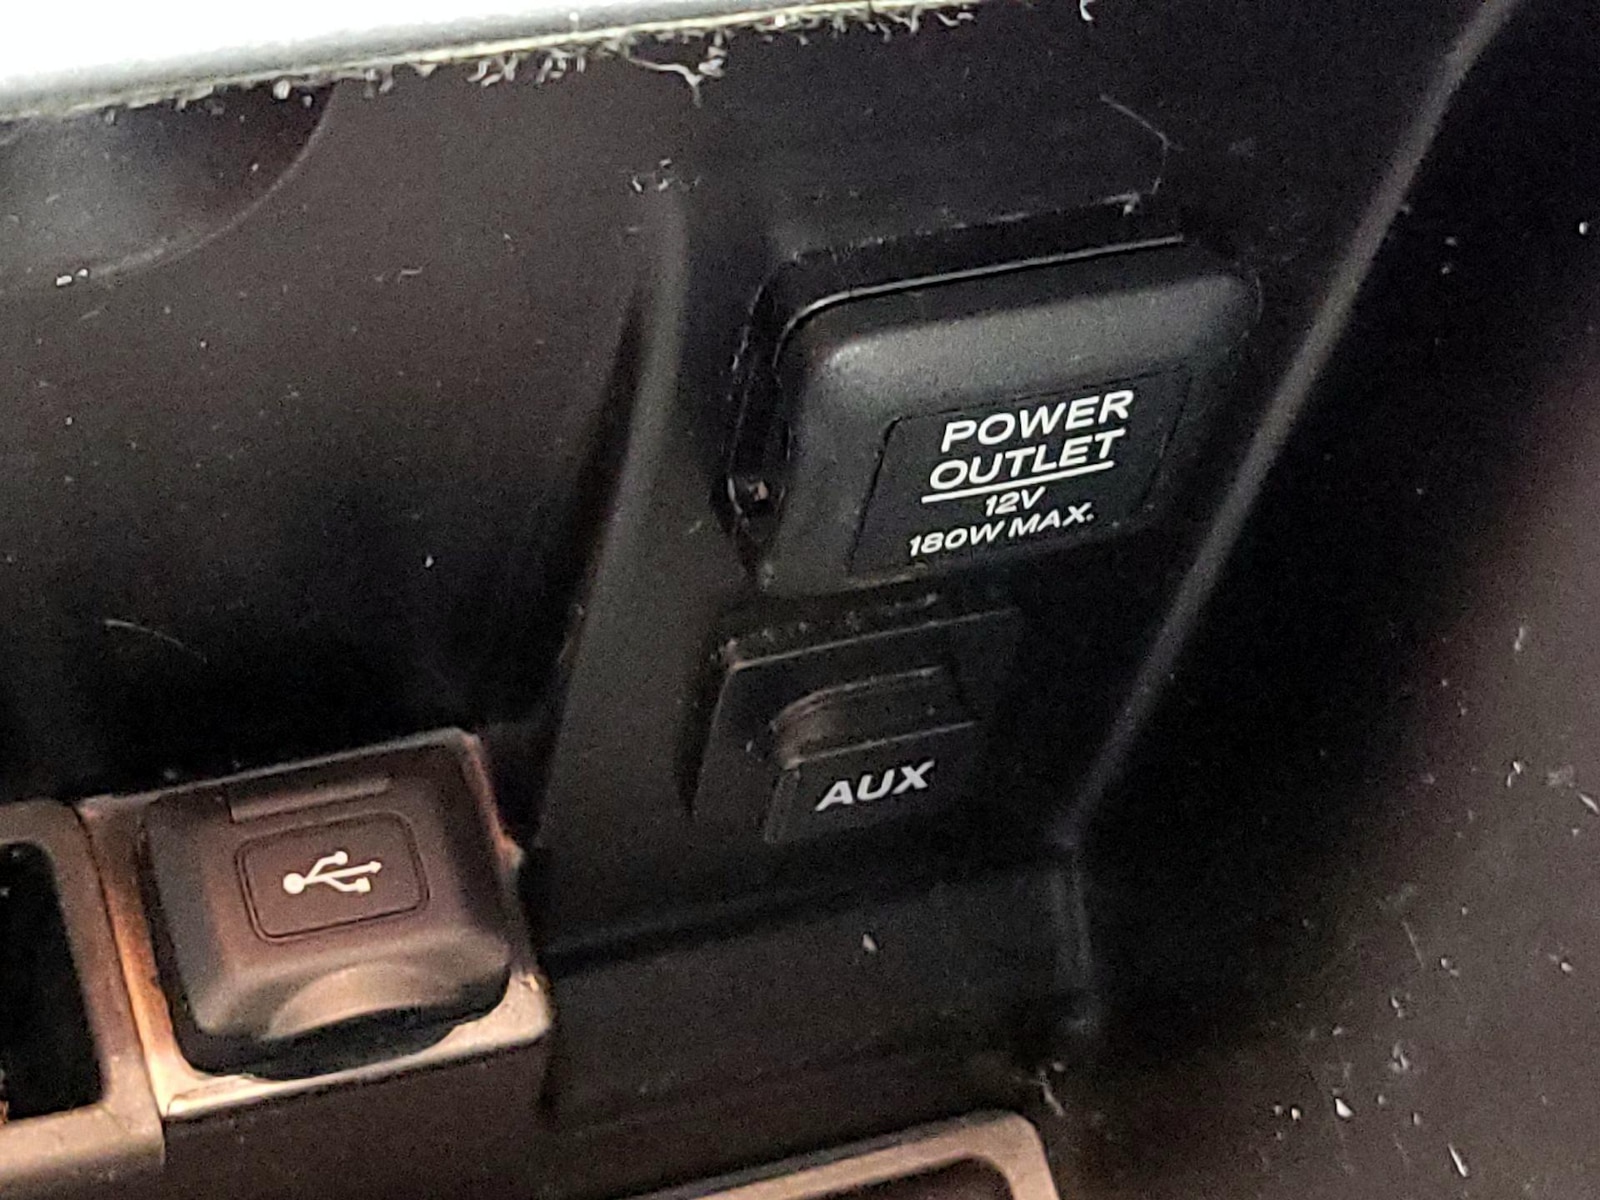 POWER
OUTLET
12V
180W MAX.
AUX